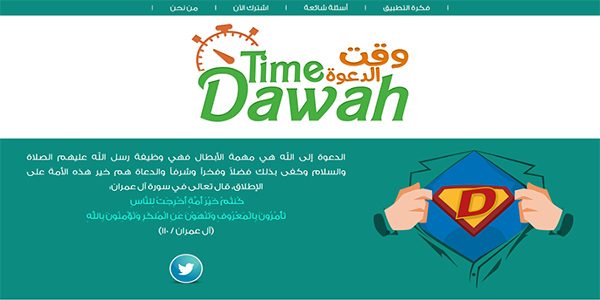 فكرة التطبيق | أسئلة شائعة | اشترك الآن | من نحن
وقت
Time الدعوة
Dawah
الدعوة إلى الله هي مهمة الأبطال فهي وظيفة رسل الله عليهم الصلاة
والسلام وكفى بذلك فضلاً وفخراً وشرفاً والدعاة هم خير هذه الأمة على
الإطلاق، قال تعالى في سورة آل عمران:
كُنتُمْ خَيْرَ أُمَّةٍ أُخْرِجَتْ لِلنَّاسِ
تَأْمُرُونَ بِالْمَعْرُوفِ وَتَنْهَوْنَ عَنِ الْمُنكَرِ وَتُؤْمِنُونَ بِاللَّهِ
(آل عمران / ١١٠)
D